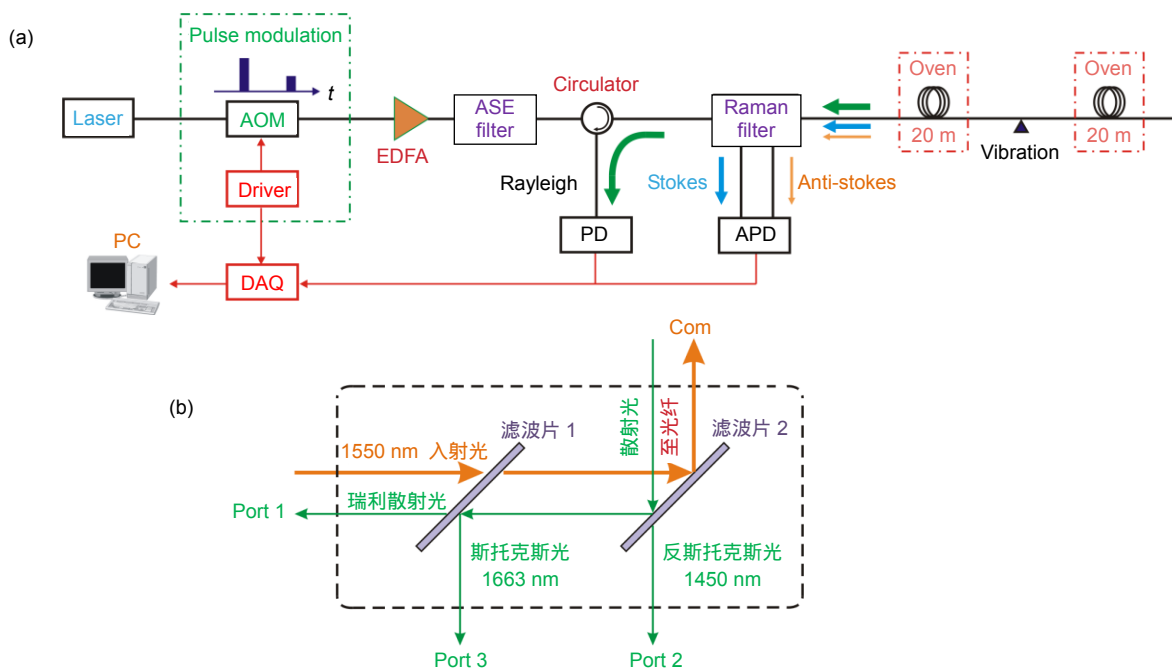 (a)
Pulse modulation
t
Laser
AOM
EDFA
ASE
filter
Circulator
Raman
filter
Oven
20 m
Vibration
Oven
20 m
Driver
Rayleigh
Stokes
Anti-stokes
PD
APD
PC
DAQ
Com
(b)
散射光
至光纤
滤波片 1
滤波片 2
1550 nm 入射光
Port 1
瑞利散射光
斯托克斯光
1663 nm
反斯托克斯光
1450 nm
Port 3
Port 2